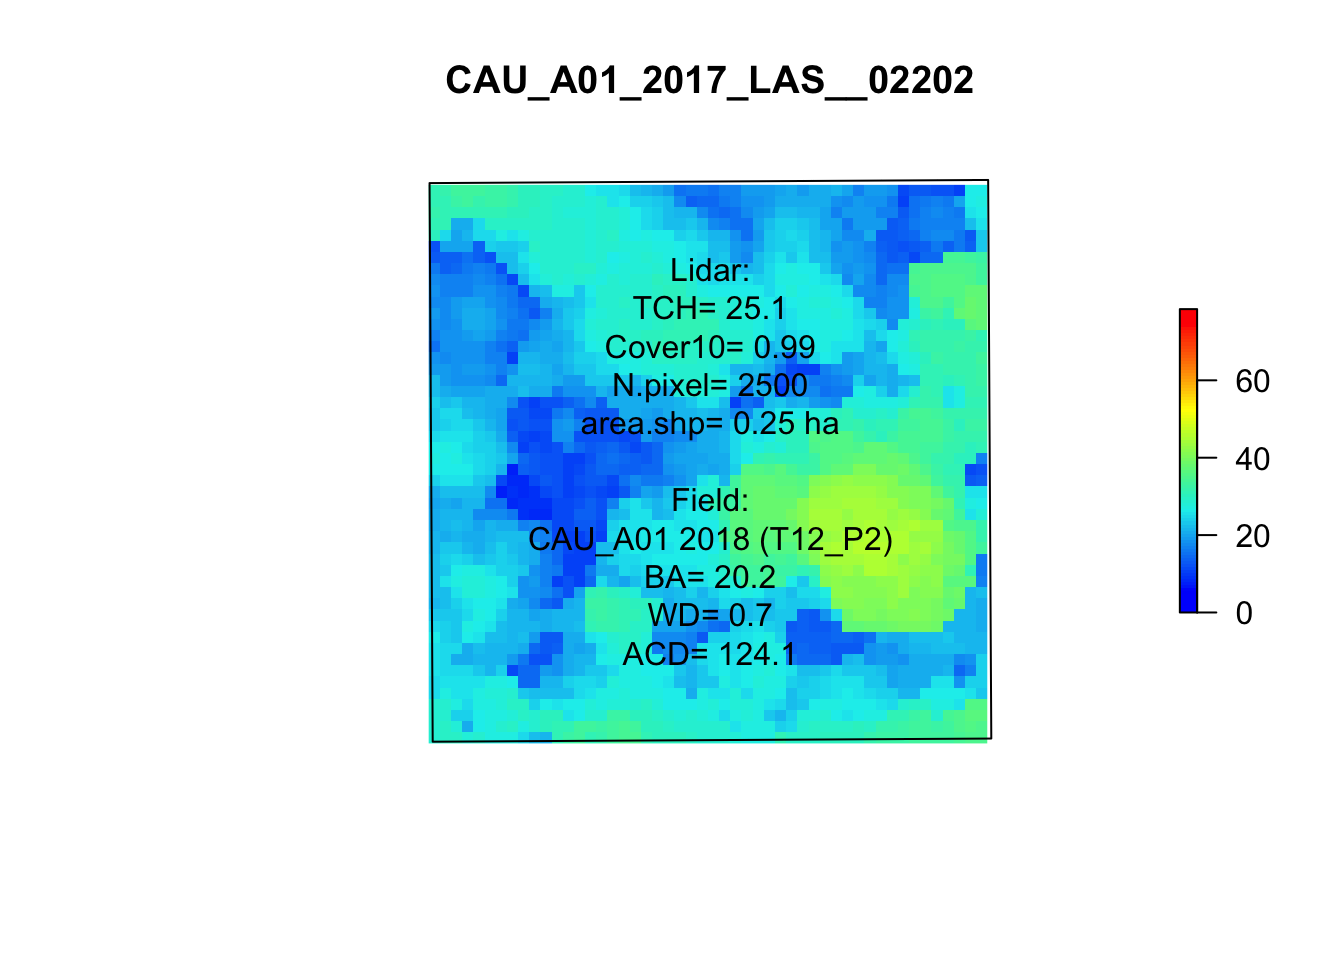 CAU_A01_2017_LAS__02202
Lidar:
TCH= 25.1
Cover10= 0.99
N.pixel= 2500
area.shp= 0.25 ha
Field:
CAU_A01 2018 (T12_P2)
BA= 20.2
WD= 0.7
ACD= 124.1
60
40
20
0